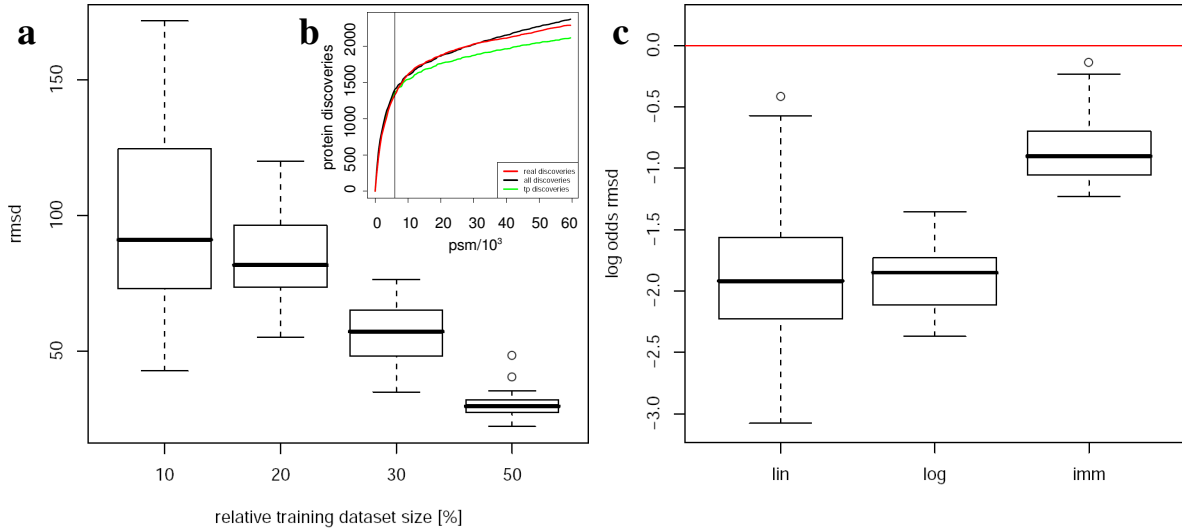 a
rmsd
50
100
150
10
20
30
50
relative training dataset size [%]
b
protein discoveries
0
500
1000
1500
2000
0
10
20
30
40
50
60
psm/10³
real discoveries
all discoveries
tp discoveries
c
log odds rmsd
0.0
−0.5
−1.0
−1.5
−2.0
−2.5
−3.0
lin
log
imm